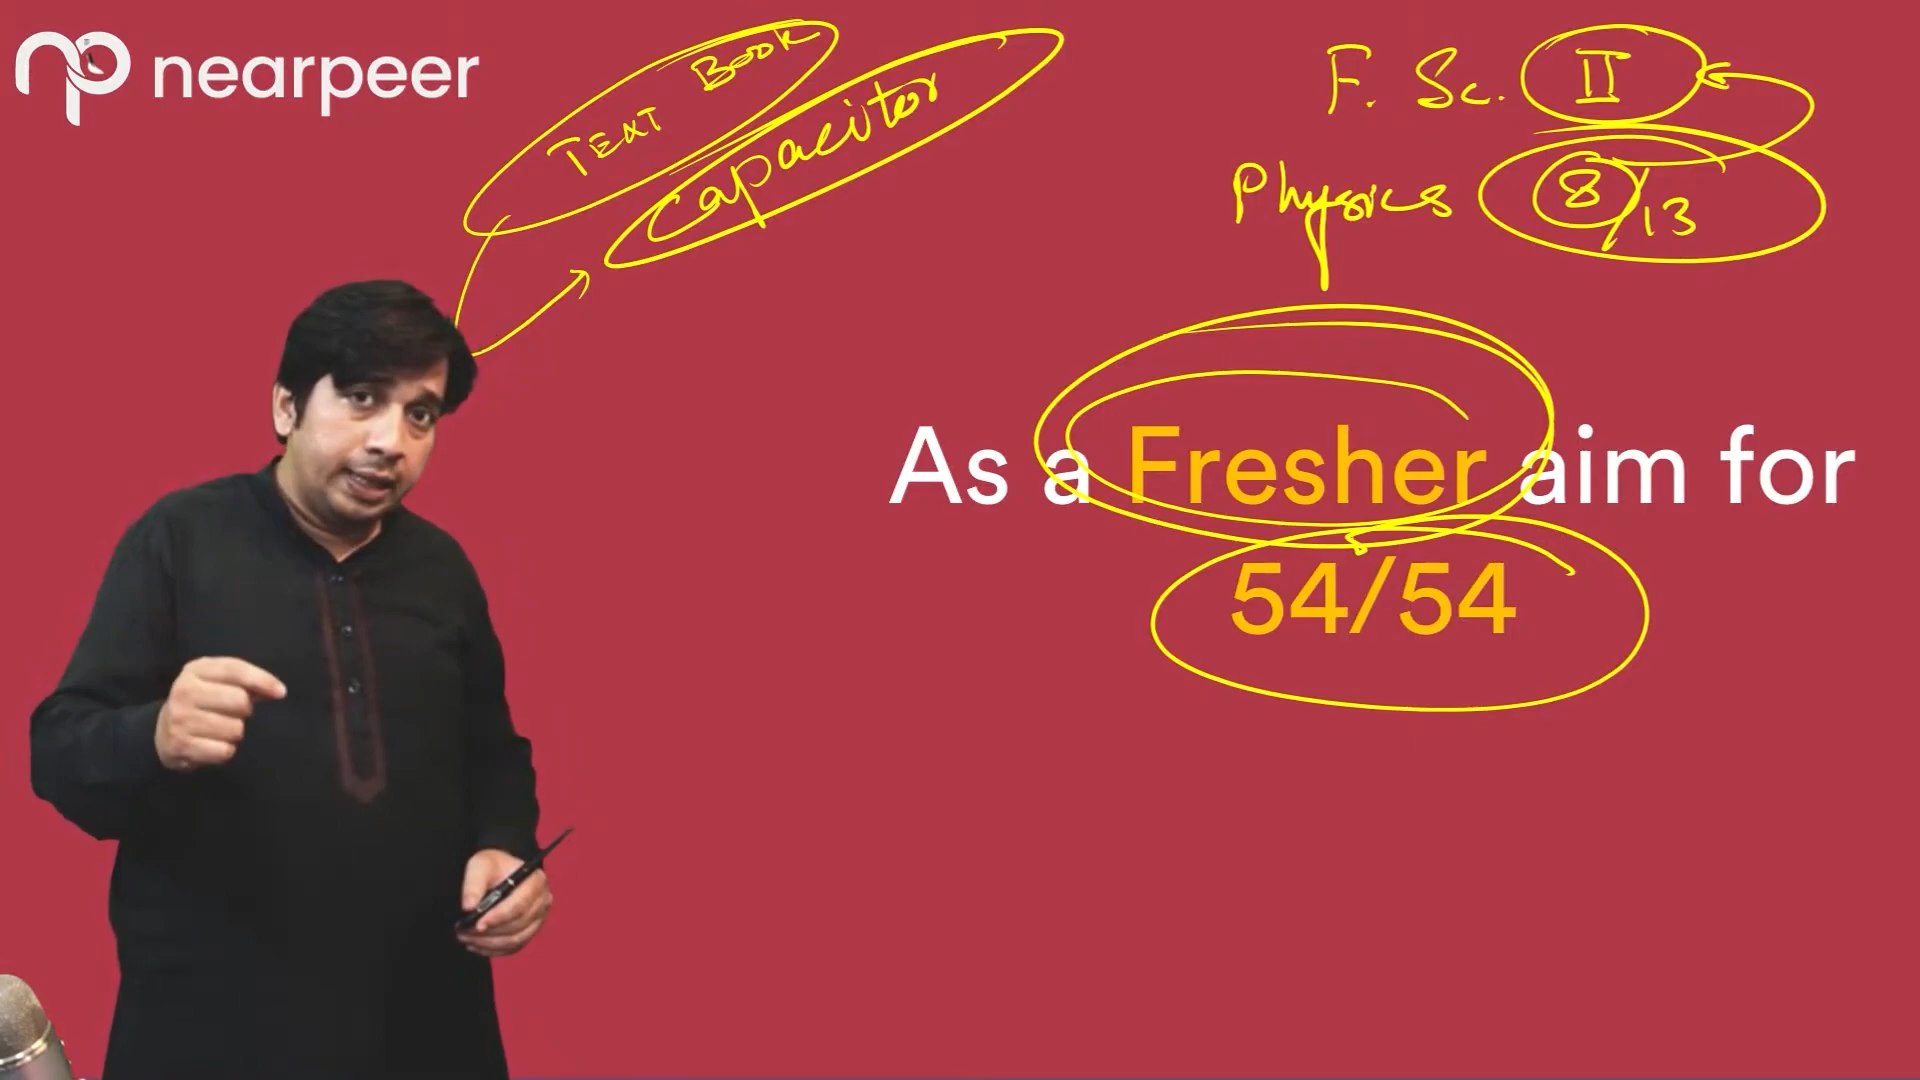 nearpeer
TEXT BOOK
capacitor
F. Sc. II
Physics 8/13
As a Fresher aim for
54/54